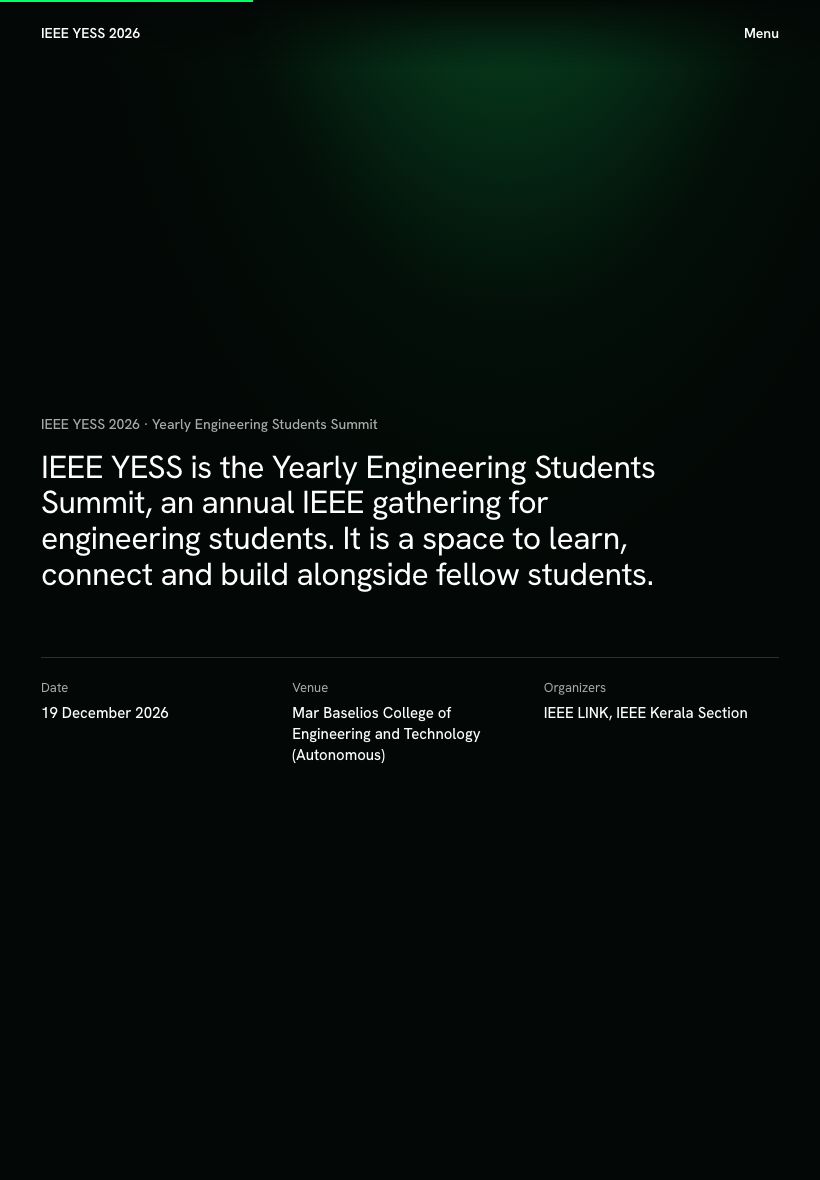 IEEE YESS 2026
Menu
IEEE YESS 2026 · Yearly Engineering Students Summit
IEEE YESS is the Yearly Engineering Students
Summit, an annual IEEE gathering for
engineering students. It is a space to learn,
connect and build alongside fellow students.
Date
19 December 2026
Venue
Mar Baselios College of
Engineering and Technology
(Autonomous)
Organizers
IEEE LINK, IEEE Kerala Section